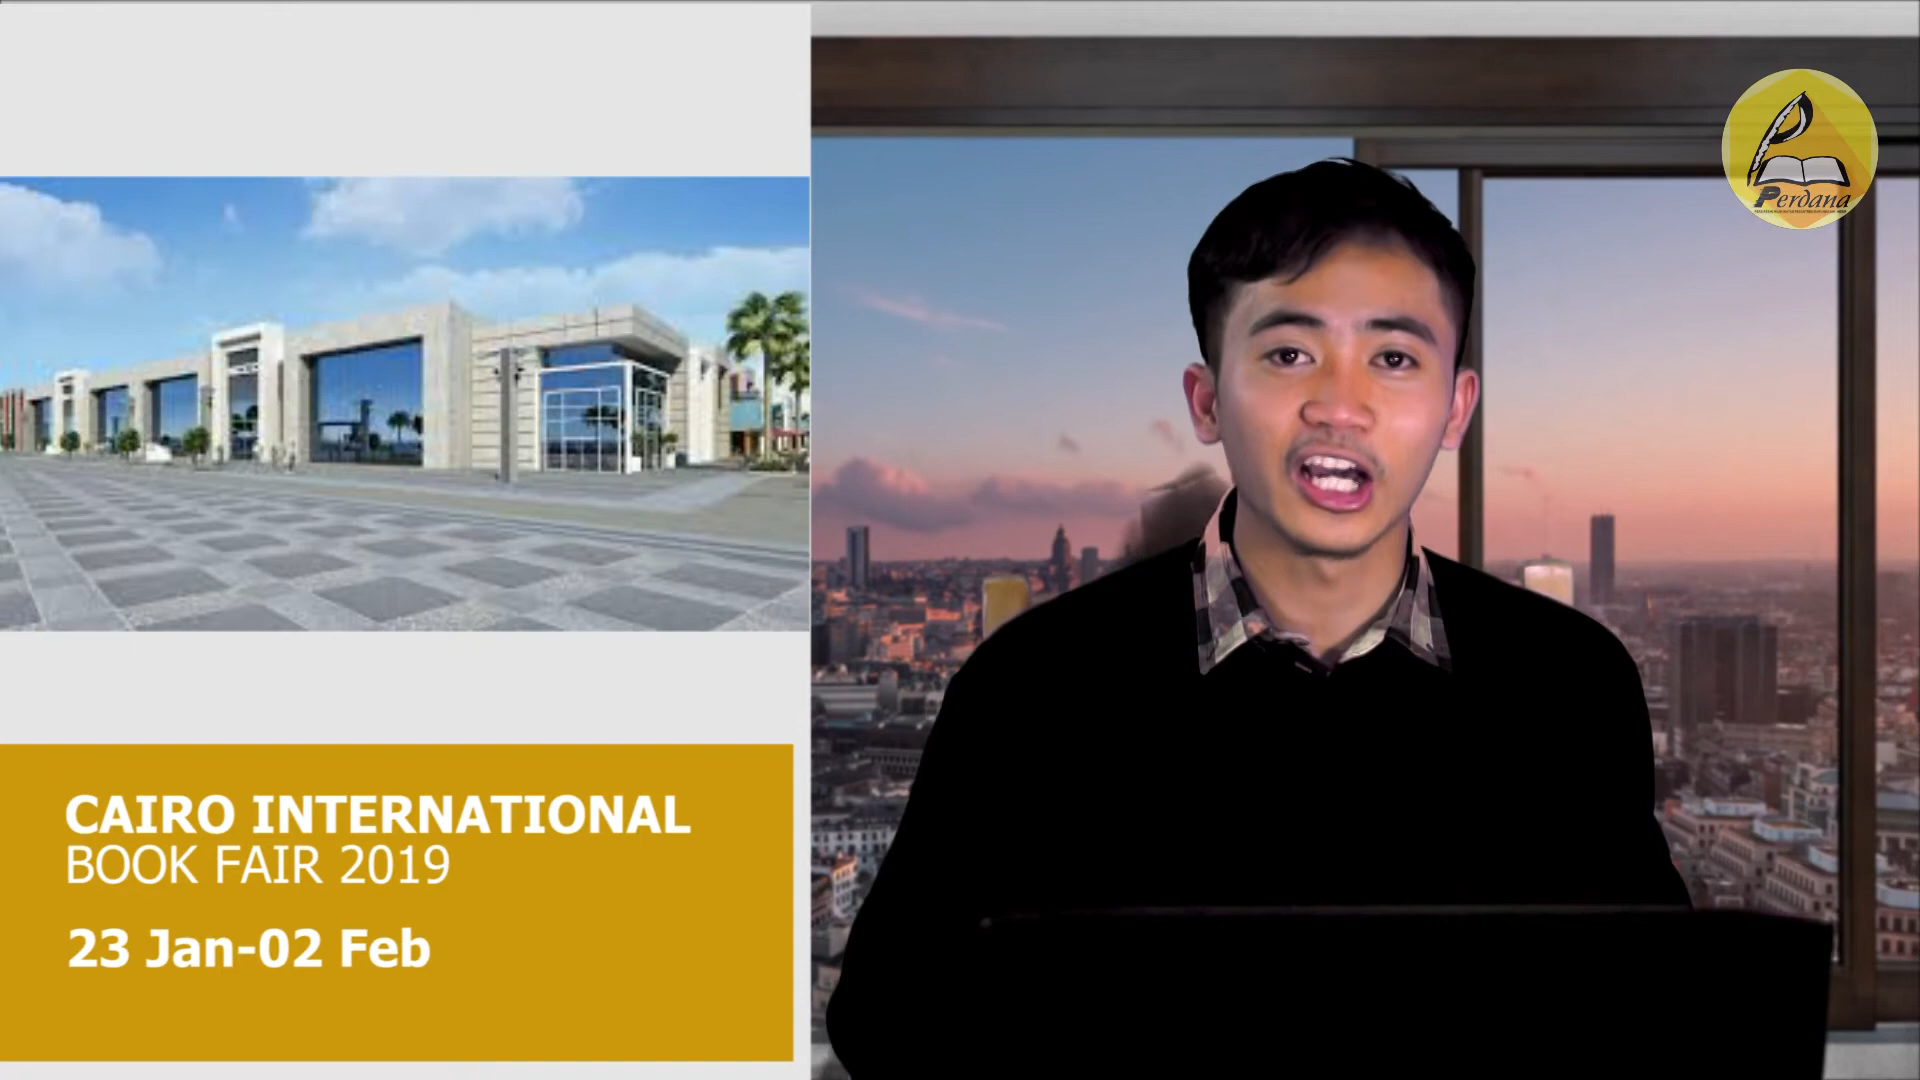 CAIRO INTERNATIONAL
BOOK FAIR 2019
23 Jan-02 Feb
Perdana